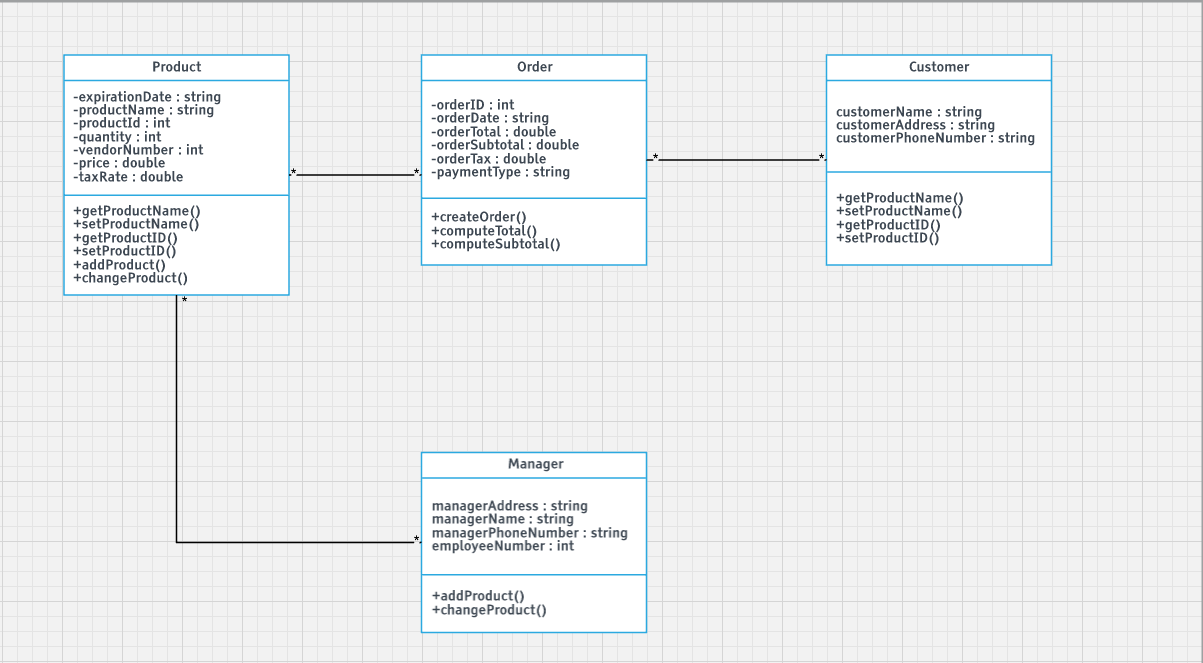 Product
-expirationDate : string
-productName : string
-productId : int
-quantity : int
-vendorNumber : int
-price : double
-taxRate : double
+getProductName()
+setProductName()
+getProductID()
+setProductID()
+addProduct()
+changeProduct()
*
*
*
Order
-orderID : int
-orderDate : string
-orderTotal : double
-orderSubtotal : double
-orderTax : double
-paymentType : string
+createOrder()
+computeTotal()
+computeSubtotal()
*
*
Customer
customerName : string
customerAddress : string
customerPhoneNumber : string
+getProductName()
+setProductName()
+getProductID()
+setProductID()
*
Manager
managerAddress : string
managerName : string
managerPhoneNumber : string
employeeNumber : int
+addProduct()
+changeProduct()